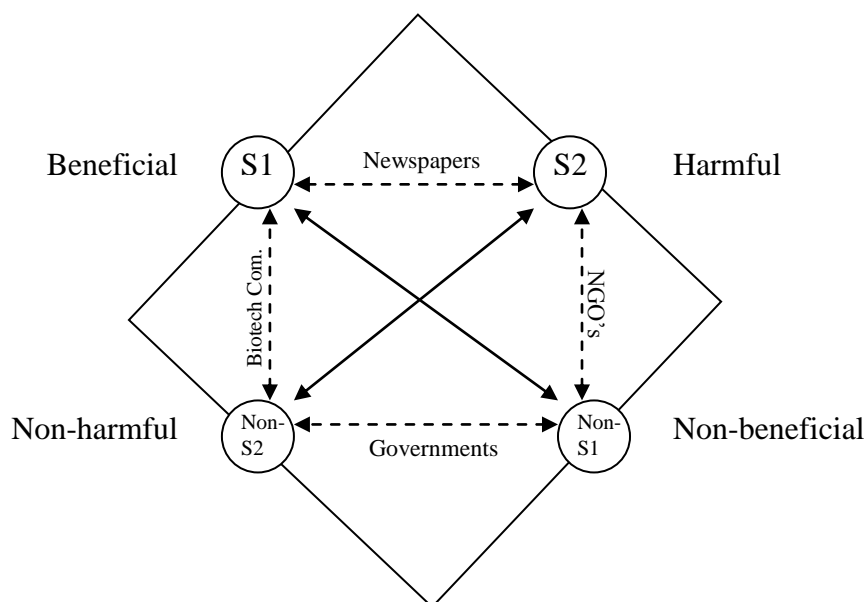 Newspapers
Beneficial
S1
S2
Harmful
Biotech Com.
NGO's
Non-harmful
Non-
S2
Governments
Non-
S1
Non-beneficial